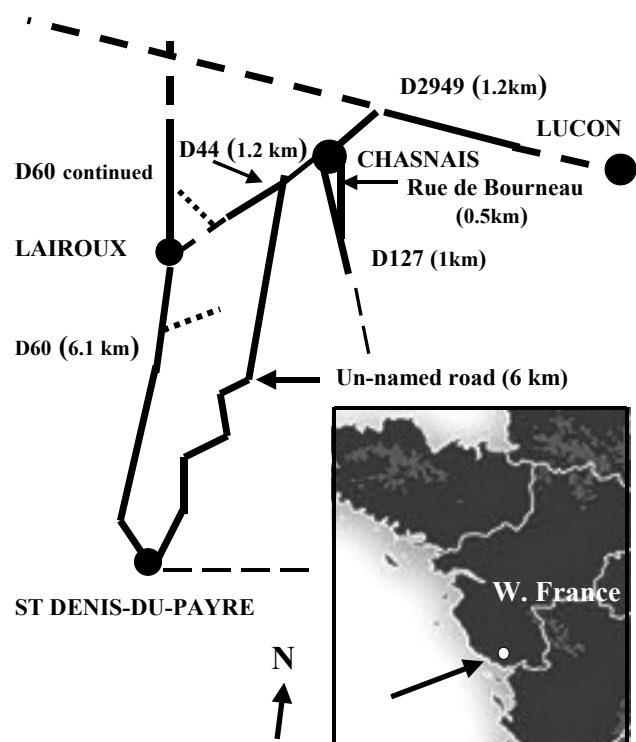 D2949 (1.2km)
LUCON
D44 (1.2 km)
CHASNAIS
D60 continued
Rue de Bourneau
(0.5km)
LAIROUX
D127 (1km)
D60 (6.1 km)
Un-named road (6 km)
W. France
ST DENIS-DU-PAYRE
N